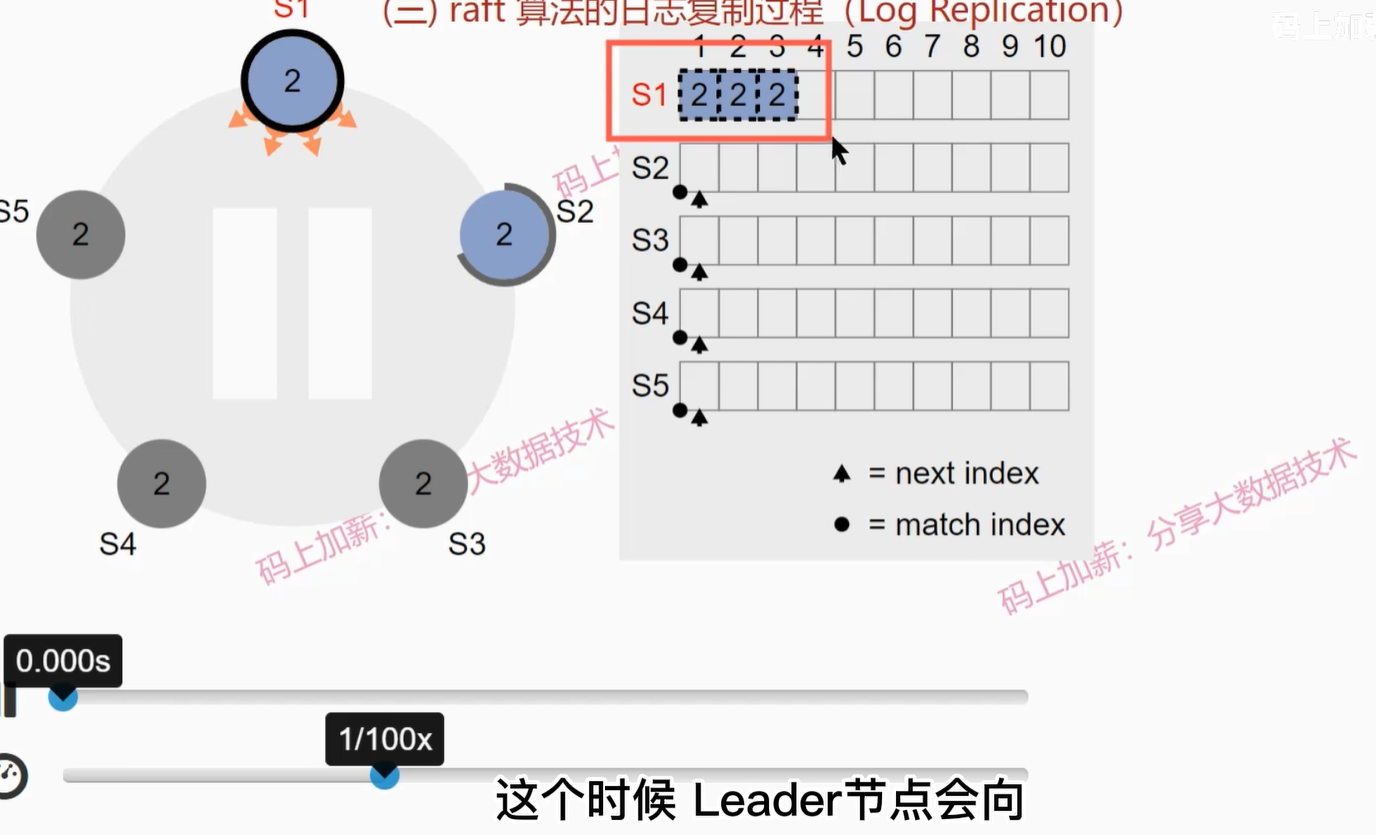 S1
(三) raft 算法的日志复制过程（Log Replication）
码上加薪
1 2 3 4 5 6 7 8 9 10
2
S1 2 2 2
S2
S5
2
2
S2
S3
S4
S5
2
2
S4
S3
= next index
= match index
码上
大数据技术
码上加薪：
码上加薪：分享大数据技术
0.000s
1/100x
这个时候 Leader节点会向